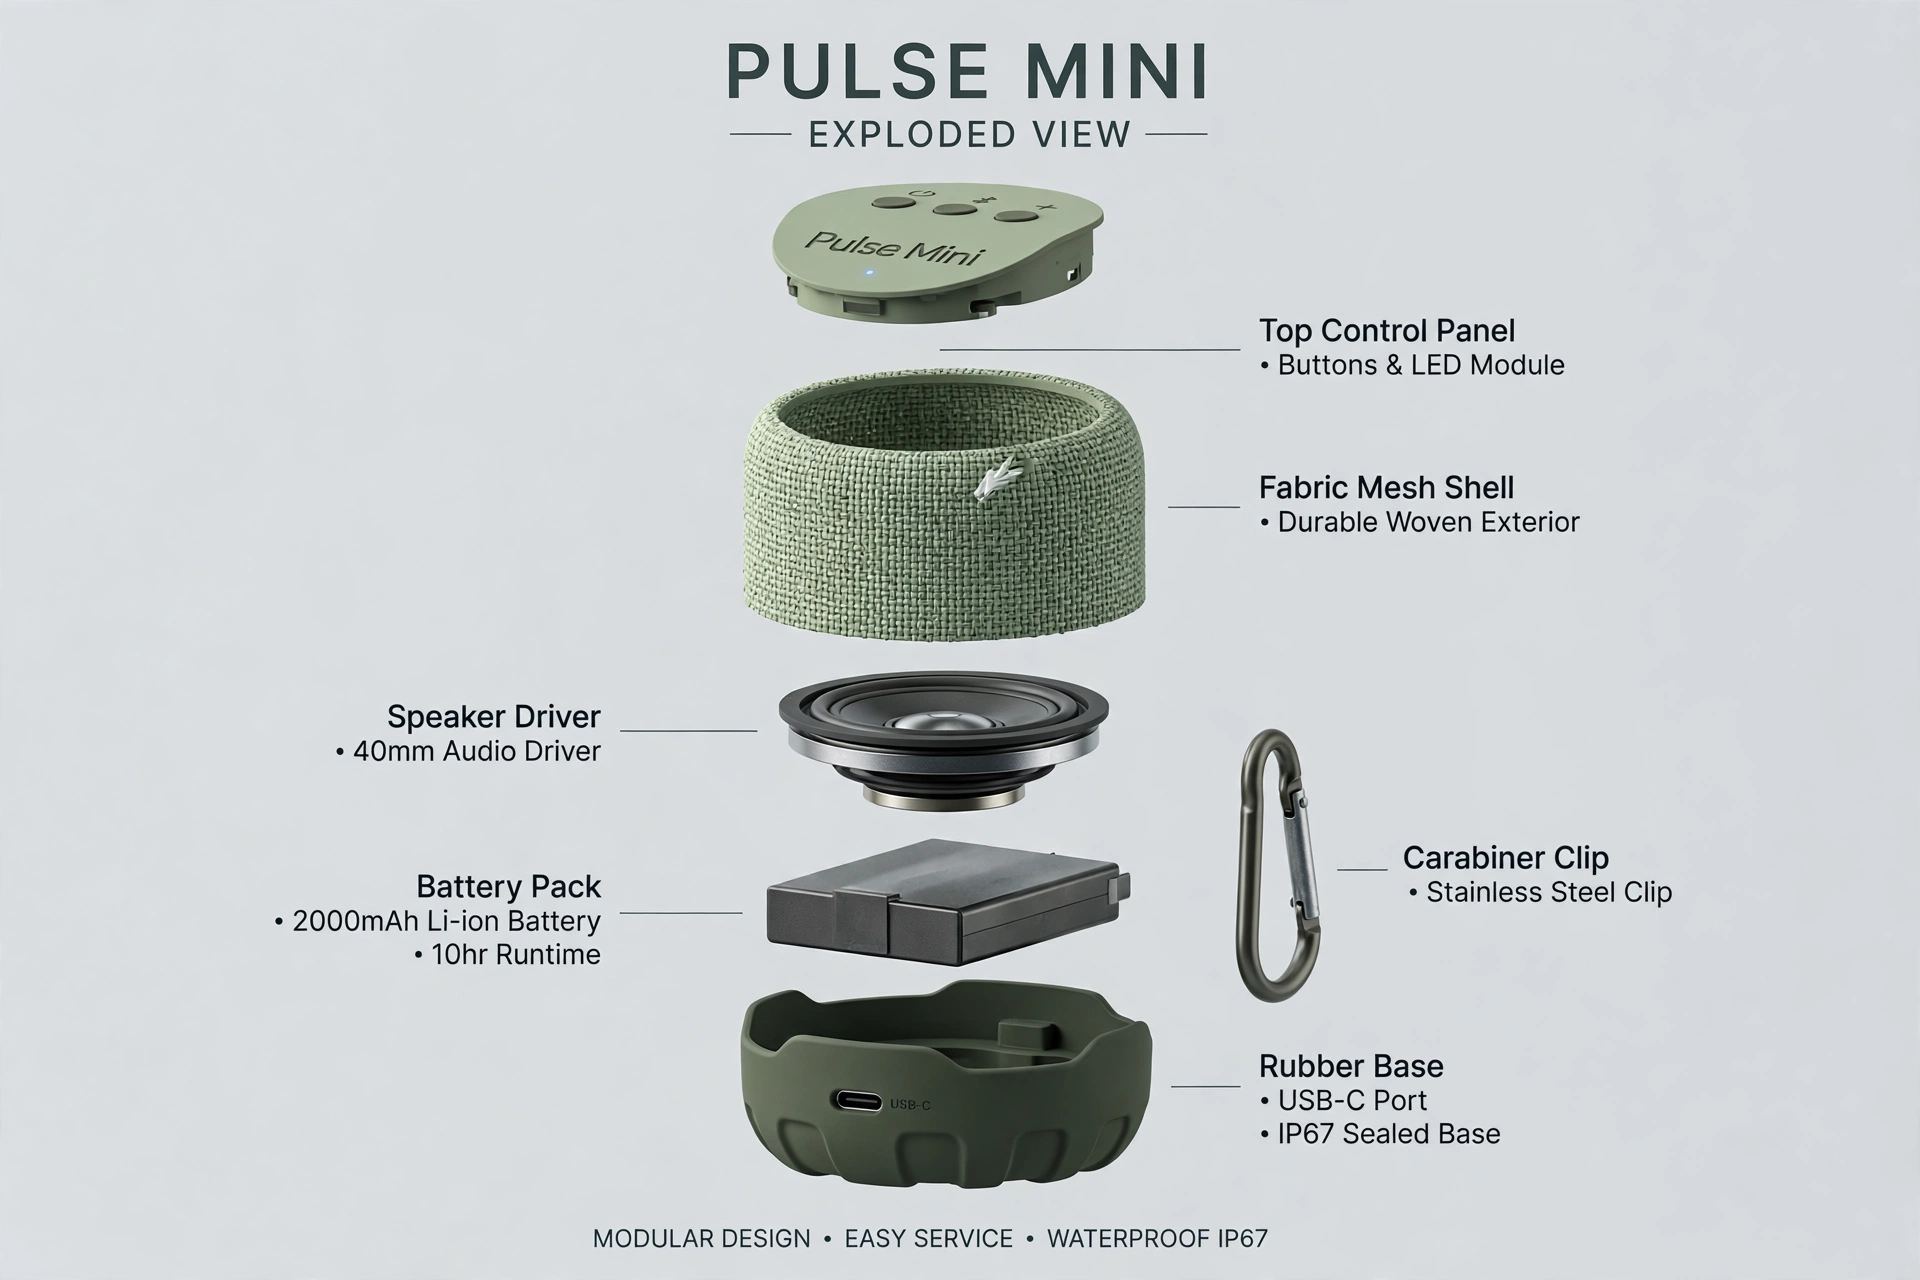 PULSE MINI
EXPLODED VIEW
Pulse Mini
Top Control Panel
• Buttons & LED Module
Fabric Mesh Shell
• Durable Woven Exterior
Speaker Driver
• 40mm Audio Driver
Battery Pack
• 2000mAh Li-ion Battery
• 10hr Runtime
Carabiner Clip
• Stainless Steel Clip
Rubber Base
• USB-C Port
• IP67 Sealed Base
USB-C
MODULAR DESIGN • EASY SERVICE • WATERPROOF IP67